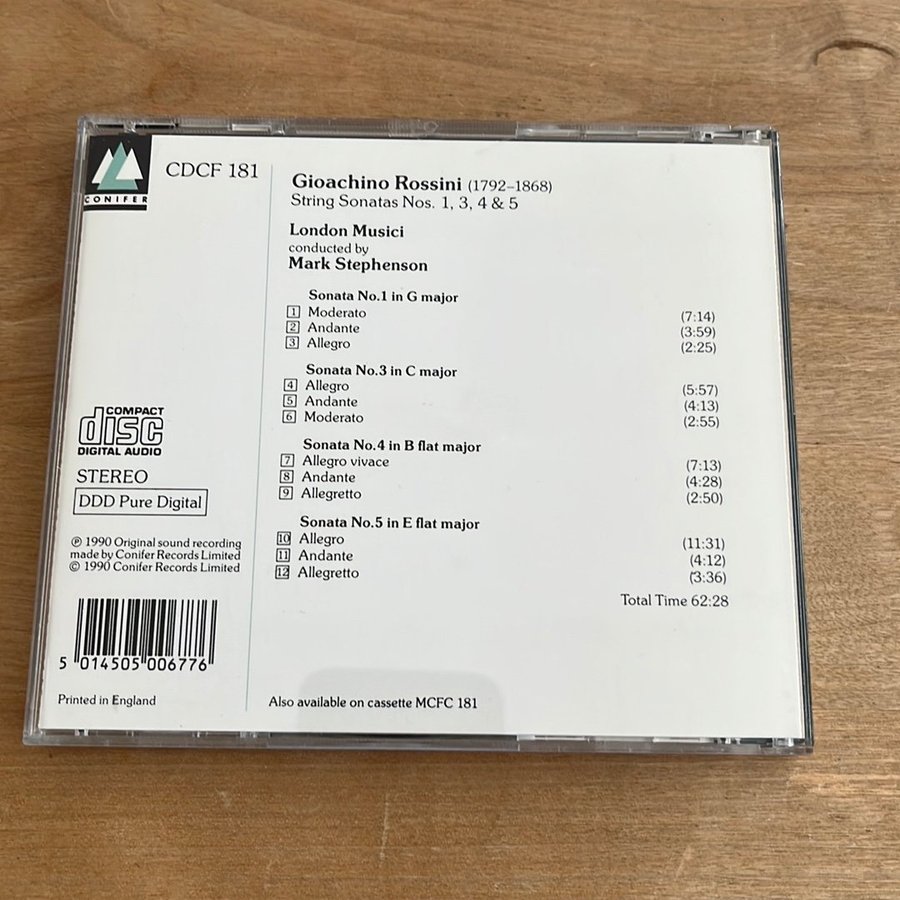 CONIFER
CDCF 181
Gioachino Rossini (1792–1868)
String Sonatas Nos. 1, 3, 4 & 5
London Musici
conducted by
Mark Stephenson
Sonata No.1 in G major
1 Moderato (7:14)
2 Andante (3:59)
3 Allegro (2:25)
Sonata No.3 in C major
4 Allegro (5:57)
5 Andante (4:13)
6 Moderato (2:55)
Sonata No.4 in B flat major
7 Allegro vivace (7:13)
8 Andante (4:28)
9 Allegretto (2:50)
Sonata No.5 in E flat major
10 Allegro (11:31)
11 Andante (4:12)
12 Allegretto (3:36)
Total Time 62:28
COMPACT
disc
DIGITAL AUDIO
STEREO
DDD Pure Digital
℗ 1990 Original sound recording
made by Conifer Records Limited
© 1990 Conifer Records Limited
5 014505 006776
Printed in England
Also available on cassette MCFC 181